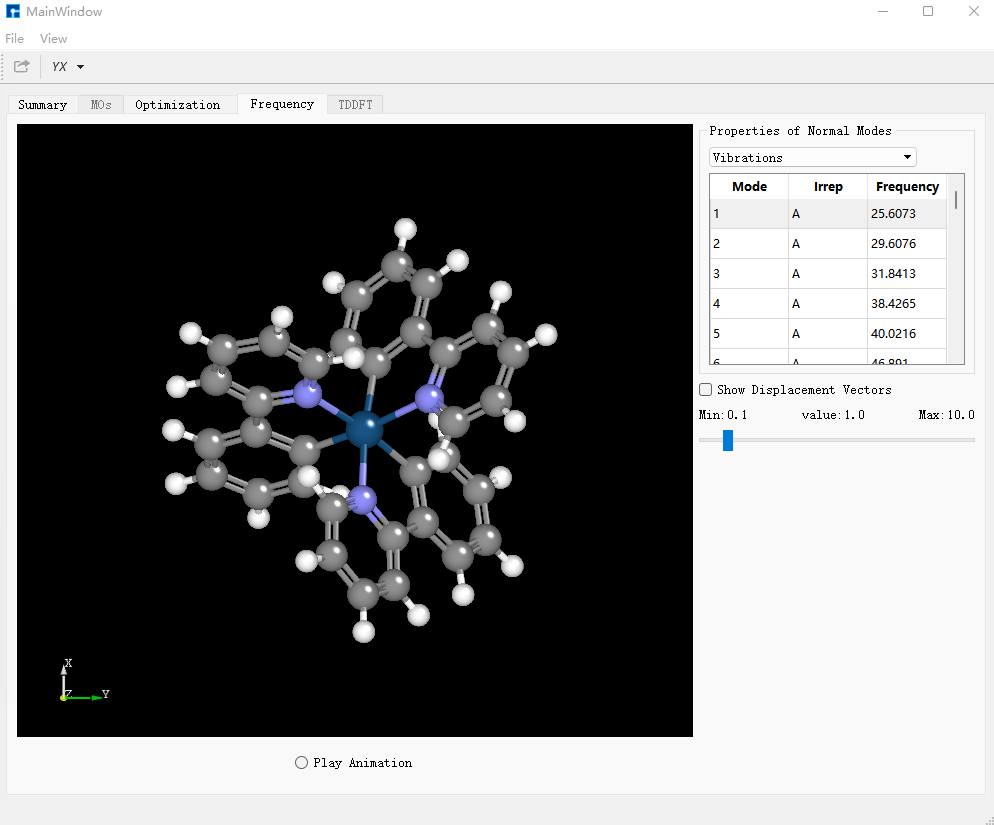 MainWindow
File View
YX
Summary MOs Optimization Frequency TDDFT
Properties of Normal Modes
Vibrations
Mode Irrep Frequency
1 A 25.6073
2 A 29.6076
3 A 31.8413
4 A 38.4265
5 A 40.0216
6 A 46.891
Show Displacement Vectors
Min:0.1 value:1.0 Max:10.0
X
Z Y
Play Animation